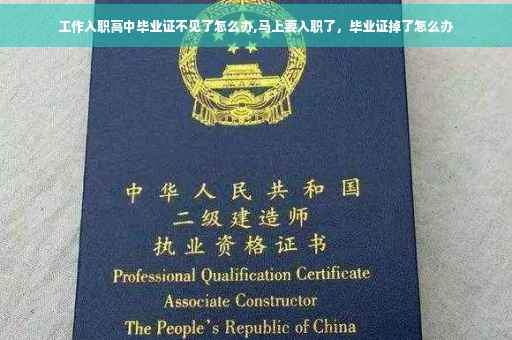 工作入职高中毕业证不见了怎么办,马上要入职了，毕业证掉了怎么办
中华人民共和国
二级建造师
执业资格证书
Professional Qualification Certificate
Associate Constructor
The People's Republic of China